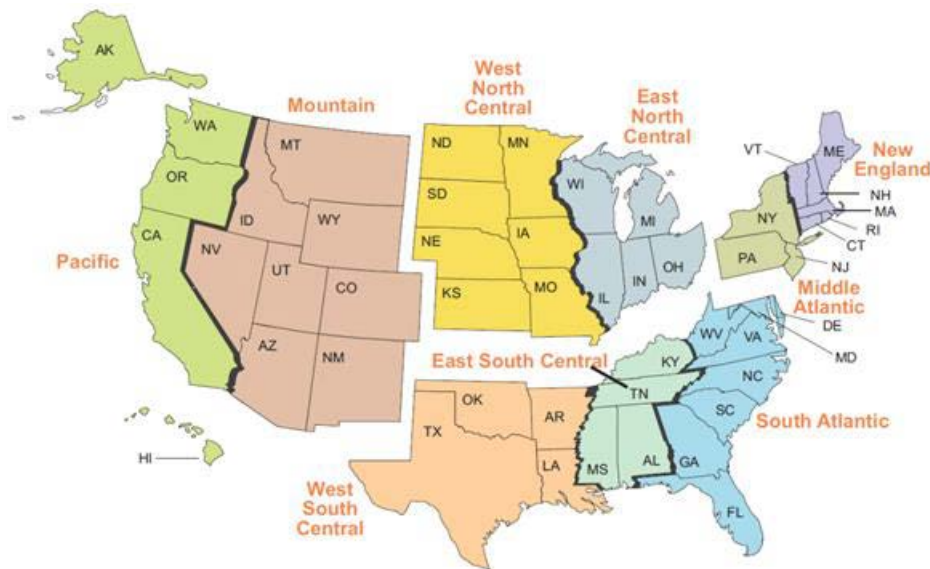 AK
West
North
Central
East
North
Central
Mountain
WA
MT
ND
MN
VT
ME
New
England
OR
ID
WY
SD
WI
MI
NY
NH
MA
RI
CT
CA
NV
UT
CO
NE
IA
PA
NJ
Pacific
KS
MO
IL
IN
OH
Middle
Atlantic
AZ
NM
East South Central
KY
WV
VA
DE
MD
OK
AR
TN
NC
SC
South Atlantic
TX
LA
MS
AL
GA
FL
HI
West
South
Central